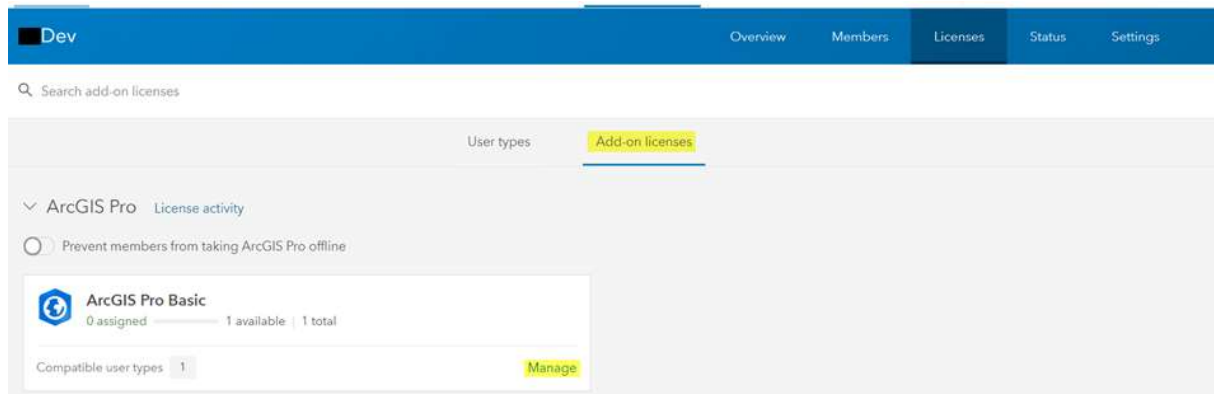 Dev
Overview Members Licenses Status Settings
Search add-on licenses
User types Add-on licenses
ArcGIS Pro License activity
Prevent members from taking ArcGIS Pro offline
ArcGIS Pro Basic
0 assigned 1 available | 1 total
Compatible user types 1 Manage